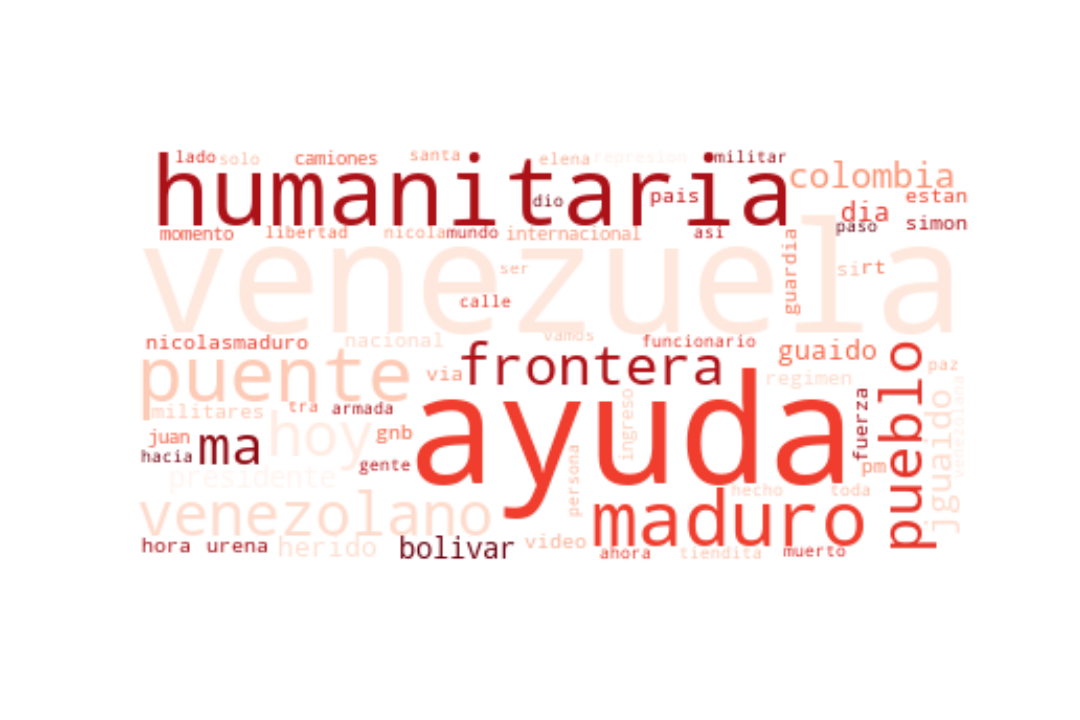 lado solo camiones santa elena represion militar
humanitaria dio pais colombia estan
momento libertad nicola mundo internacional asi dia paso simon
venezuela ser calle guardia si rt
nicolasmaduro nacional vamos funcionario guaido
puente via frontera regimen paz
militares tra armada hoy ayuda ingreso fuerza pueblo jguaido venezolana
juan gnb
hacia ma gente pm
presidente persona hecho toda
venezolano maduro
hora urena herido bolivar video ahora tiendita muerto